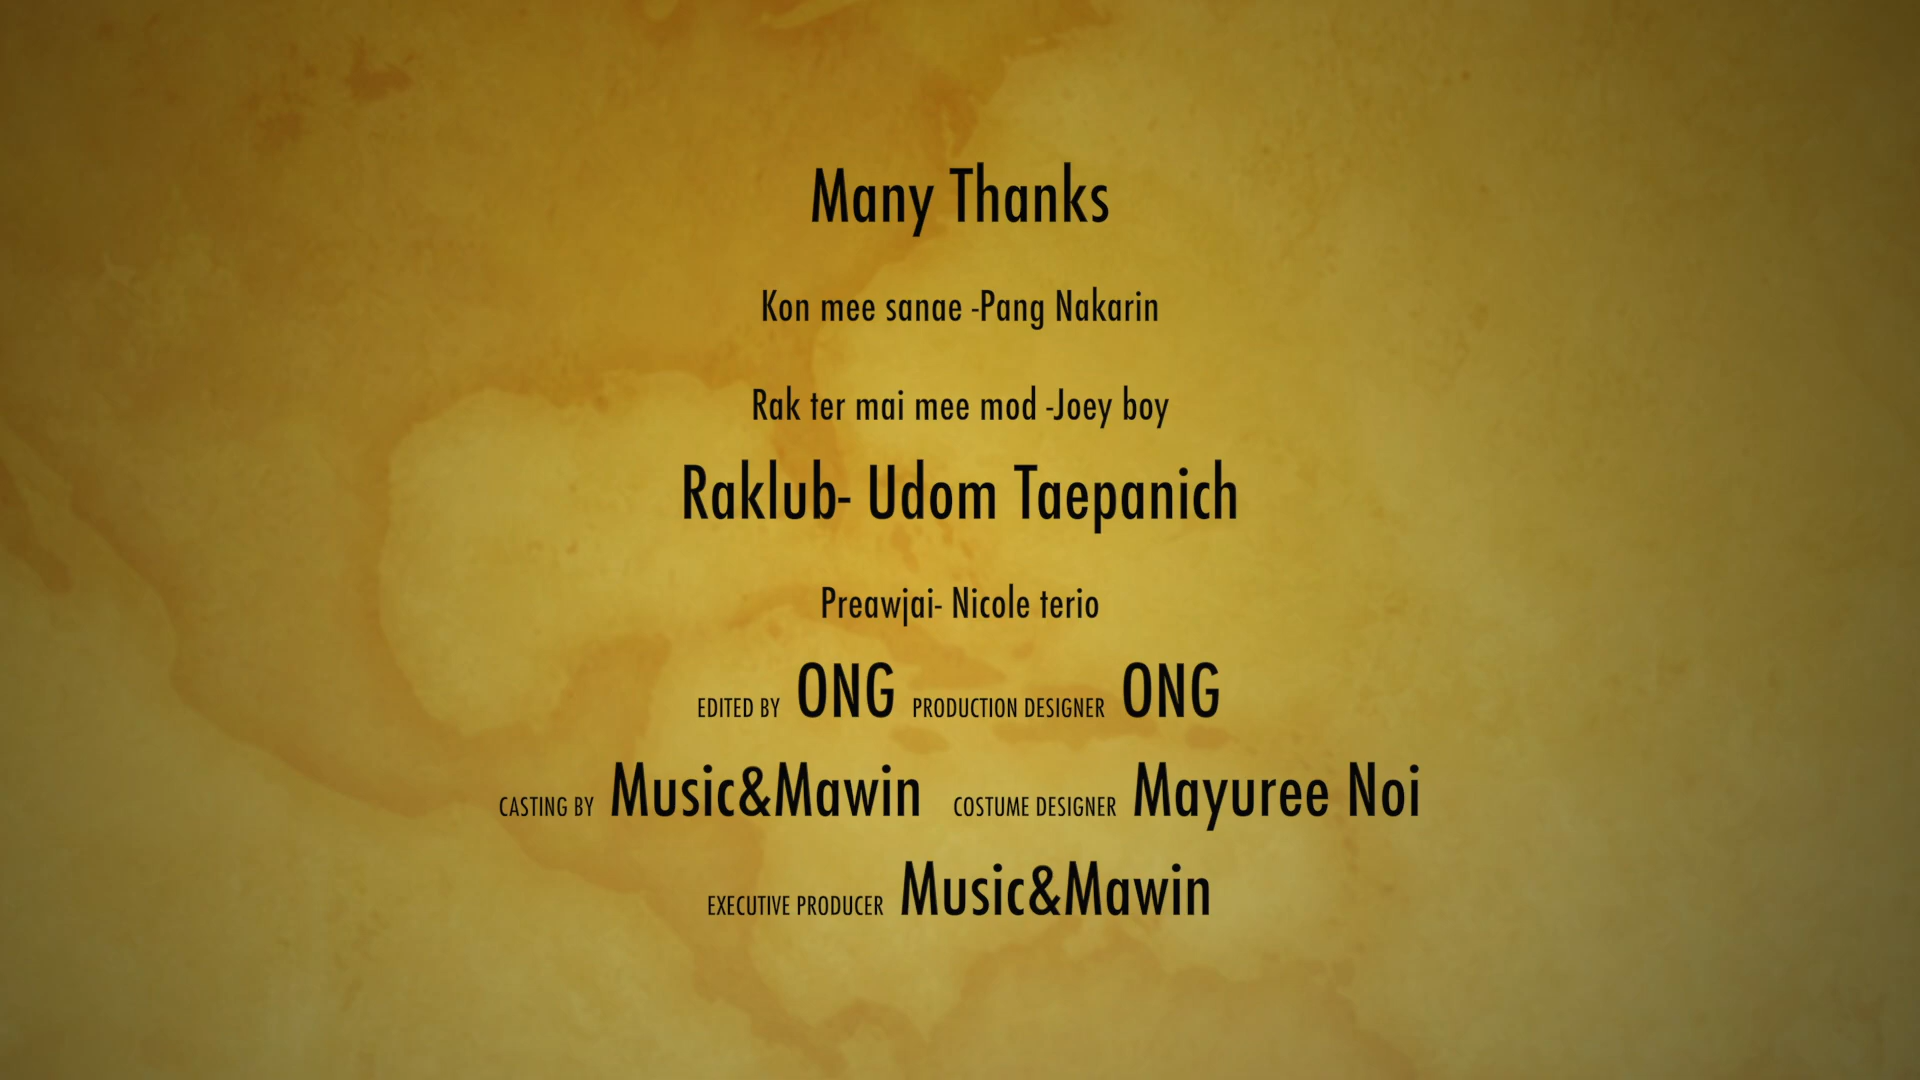 Many Thanks
Kon mee sanae -Pang Nakarin
Rak ter mai mee mod -Joey boy
Raklub- Udom Taepanich
Preawjai- Nicole terio
EDITED BY ONG PRODUCTION DESIGNER ONG
CASTING BY Music&Mawin COSTUME DESIGNER Mayuree Noi
EXECUTIVE PRODUCER Music&Mawin